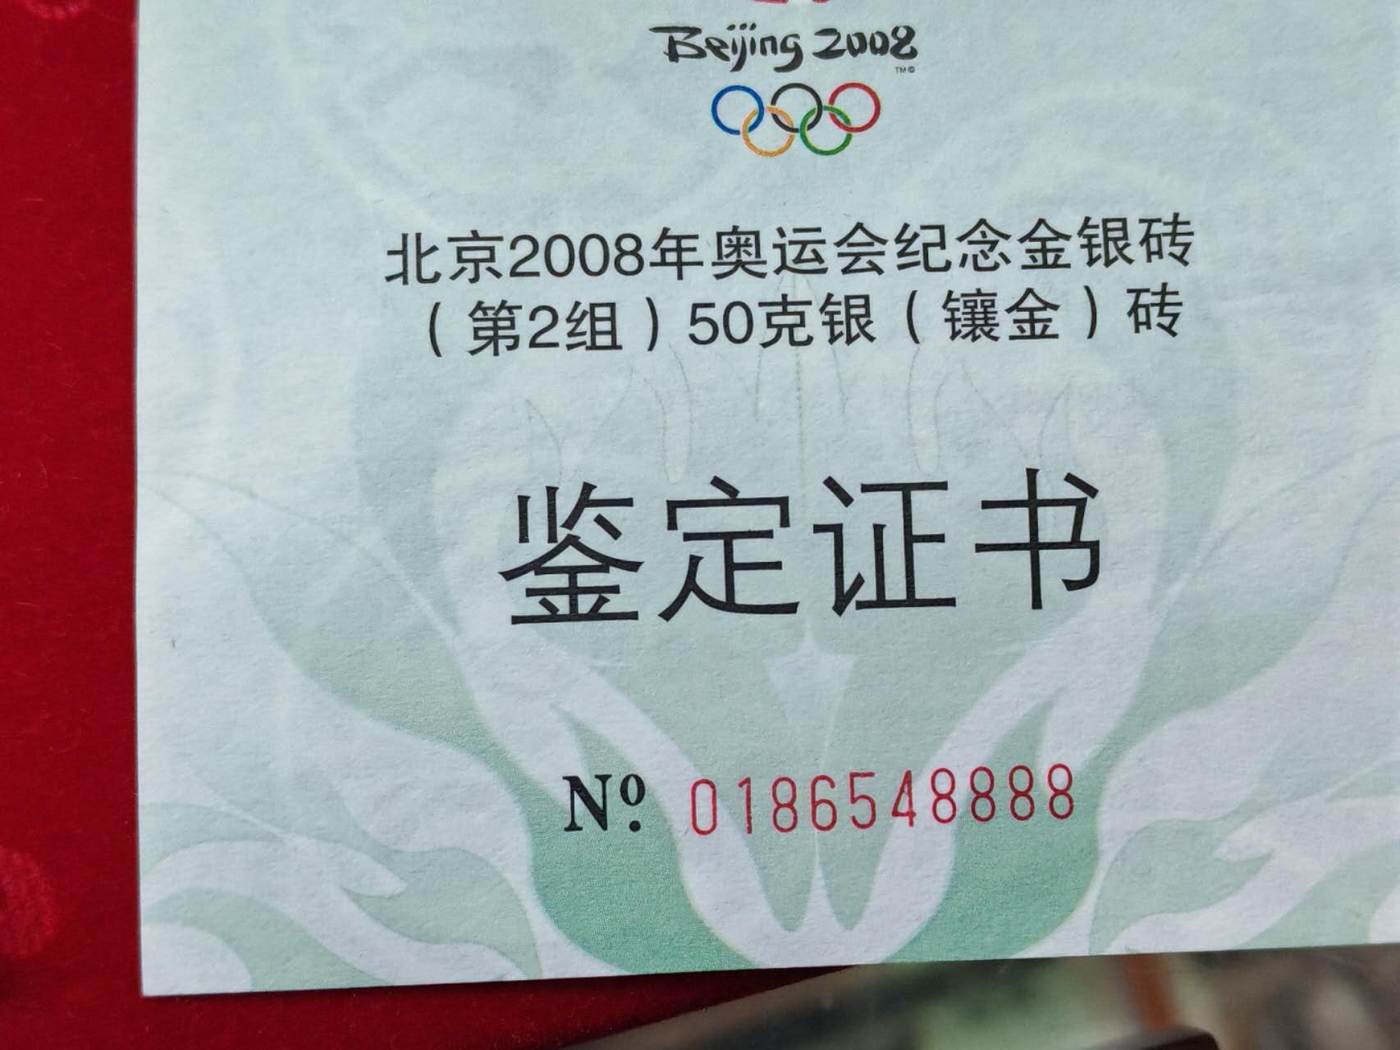 Beijing 2008
TM©
北京2008年奥运会纪念金银砖
（第2组）50克银（镶金）砖
鉴定证书
Nº. 0186548888